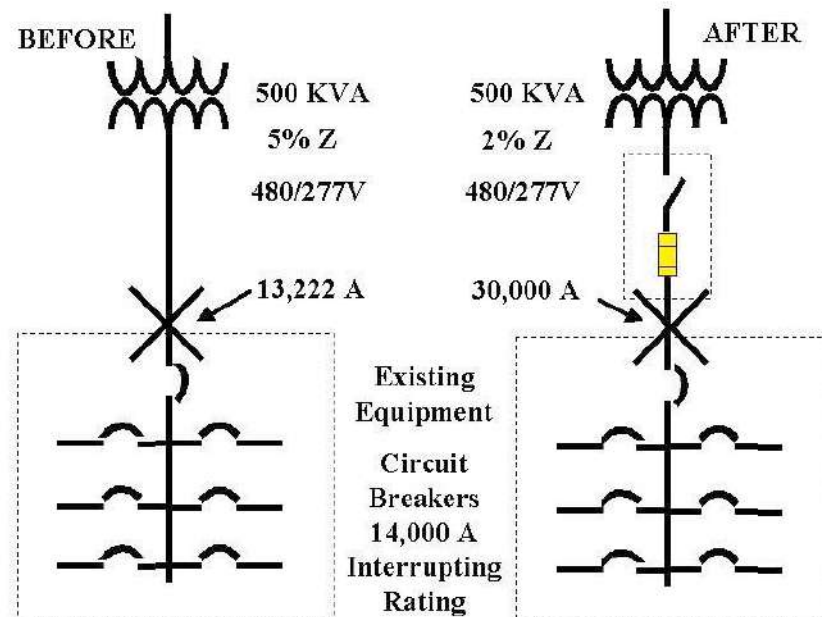 BEFORE
500 KVA
5% Z
480/277V
13,222 A
AFTER
500 KVA
2% Z
480/277V
30,000 A
Existing
Equipment
Circuit
Breakers
14,000 A
Interrupting
Rating